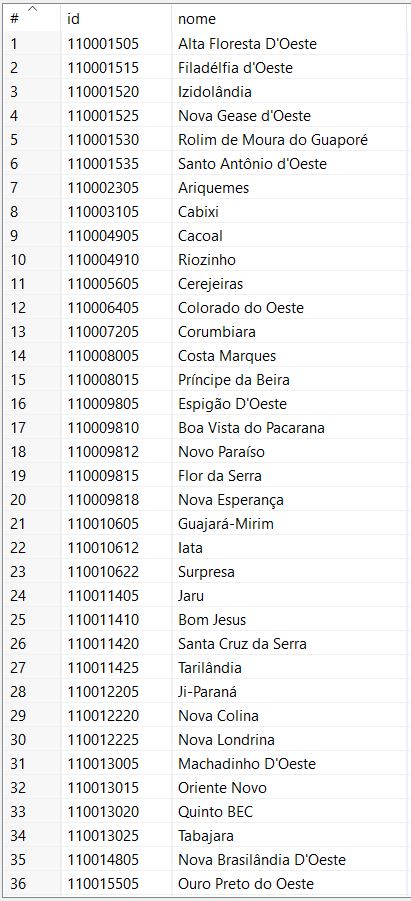 # id nome
1 110001505 Alta Floresta D'Oeste
2 110001515 Filadélfia d'Oeste
3 110001520 Izidolândia
4 110001525 Nova Gease d'Oeste
5 110001530 Rolim de Moura do Guaporé
6 110001535 Santo Antônio d'Oeste
7 110002305 Ariquemes
8 110003105 Cabixi
9 110004905 Cacoal
10 110004910 Riozinho
11 110005605 Cerejeiras
12 110006405 Colorado do Oeste
13 110007205 Corumbiara
14 110008005 Costa Marques
15 110008015 Príncipe da Beira
16 110009805 Espigão D'Oeste
17 110009810 Boa Vista do Pacarana
18 110009812 Novo Paraíso
19 110009815 Flor da Serra
20 110009818 Nova Esperança
21 110010605 Guajará-Mirim
22 110010612 Iata
23 110010622 Surpresa
24 110011405 Jaru
25 110011410 Bom Jesus
26 110011420 Santa Cruz da Serra
27 110011425 Tarilândia
28 110012205 Ji-Paraná
29 110012220 Nova Colina
30 110012225 Nova Londrina
31 110013005 Machadinho D'Oeste
32 110013015 Oriente Novo
33 110013020 Quinto BEC
34 110013025 Tabajara
35 110014805 Nova Brasilândia D'Oeste
36 110015505 Ouro Preto do Oeste